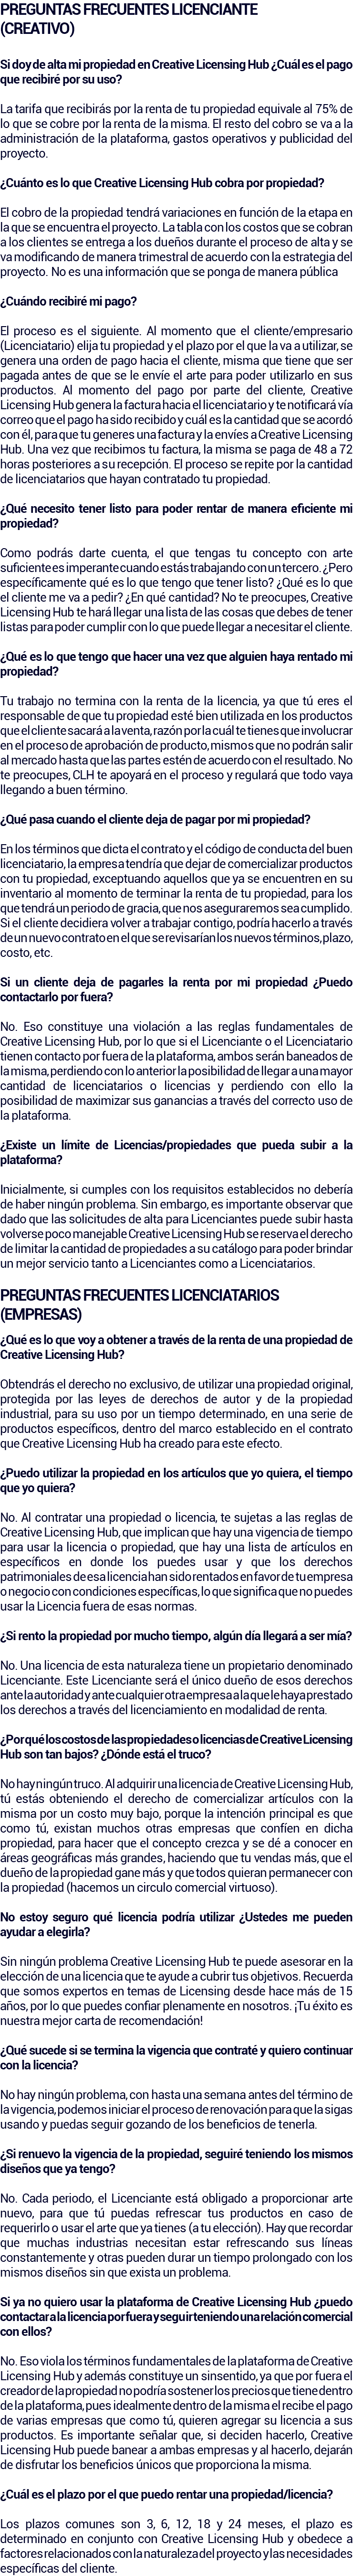 PREGUNTAS FRECUENTES LICENCIANTE
(CREATIVO)
Si doy de alta mi propiedad en Creative Licensing Hub ¿Cuál es el pago
que recibiré por su uso?
La tarifa que recibirás por la renta de tu propiedad equivale al 75% de
lo que se cobre por la renta de la misma. El resto del cobro se va a la
administración de la plataforma, gastos operativos y publicidad del
proyecto.
¿Cuánto es lo que Creative Licensing Hub cobra por propiedad?
El cobro de la propiedad tendrá variaciones en función de la etapa en
la que se encuentra el proyecto. La tabla con los costos que se cobran
a los clientes se entrega a los dueños durante el proceso de alta y se
va modificando de manera trimestral de acuerdo con la estrategia del
proyecto. No es una información que se ponga de manera pública
¿Cuándo recibiré mi pago?
El proceso es el siguiente. Al momento que el cliente/empresario
(Licenciatario) elija tu propiedad y el plazo por el que la va a utilizar, se
genera una orden de pago hacia el cliente, misma que tiene que ser
pagada antes de que se le envíe el arte para poder utilizarlo en sus
productos. Al momento del pago por parte del cliente, Creative
Licensing Hub genera la factura hacia el licenciatario y te notificará vía
correo que el pago ha sido recibido y cuál es la cantidad que se acordó
con él, para que tu generes una factura y la envíes a Creative Licensing
Hub. Una vez que recibimos tu factura, la misma se paga de 48 a 72
horas posteriores a su recepción. El proceso se repite por la cantidad
de licenciatarios que hayan contratado tu propiedad.
¿Qué necesito tener listo para poder rentar de manera eficiente mi
propiedad?
Como podrás darte cuenta, el que tengas tu concepto con arte
suficiente es imperante cuando estás trabajando con un tercero. ¿Pero
específicamente qué es lo que tengo que tener listo? ¿Qué es lo que
el cliente me va a pedir? ¿En qué cantidad? No te preocupes, Creative
Licensing Hub te hará llegar una lista de las cosas que debes de tener
listas para poder cumplir con lo que puede llegar a necesitar el cliente.
¿Qué es lo que tengo que hacer una vez que alguien haya rentado mi
propiedad?
Tu trabajo no termina con la renta de la licencia, ya que tú eres el
responsable de que tu propiedad esté bien utilizada en los productos
que el cliente sacará a la venta, razón por la cuál te tienes que involucrar
en el proceso de aprobación de producto, mismos que no podrán salir
al mercado hasta que las partes estén de acuerdo con el resultado. No
te preocupes, CLH te apoyará en el proceso y regulará que todo vaya
llegando a buen término.
¿Qué pasa cuando el cliente deja de pagar por mi propiedad?
En los términos que dicta el contrato y el código de conducta del buen
licenciatario, la empresa tendría que dejar de comercializar productos
con tu propiedad, exceptuando aquellos que ya se encuentren en su
inventario al momento de terminar la renta de tu propiedad, para los
que tendrá un periodo de gracia, que nos aseguraremos sea cumplido.
Si el cliente decidiera volver a trabajar contigo, podría hacerlo a través
de un nuevo contrato en el que se revisarían los nuevos términos, plazo,
costo, etc.
Si un cliente deja de pagarles la renta por mi propiedad ¿Puedo
contactarlo por fuera?
No. Eso constituye una violación a las reglas fundamentales de
Creative Licensing Hub, por lo que si el Licenciante o el Licenciatario
tienen contacto por fuera de la plataforma, ambos serán baneados de
la misma, perdiendo con lo anterior la posibilidad de llegar a una mayor
cantidad de licenciatarios o licencias y perdiendo con ello la
posibilidad de maximizar sus ganancias a través del correcto uso de
la plataforma.
¿Existe un límite de Licencias/propiedades que pueda subir a la
plataforma?
Inicialmente, si cumples con los requisitos establecidos no debería
de haber ningún problema. Sin embargo, es importante observar que
dado que las solicitudes de alta para Licenciantes puede subir hasta
volverse poco manejable Creative Licensing Hub se reserva el derecho
de limitar la cantidad de propiedades a su catálogo para poder brindar
un mejor servicio tanto a Licenciantes como a Licenciatarios.
PREGUNTAS FRECUENTES LICENCIATARIOS
(EMPRESAS)
¿Qué es lo que voy a obtener a través de la renta de una propiedad de
Creative Licensing Hub?
Obtendrás el derecho no exclusivo, de utilizar una propiedad original,
protegida por las leyes de derechos de autor y de la propiedad
industrial, para su uso por un tiempo determinado, en una serie de
productos específicos, dentro del marco establecido en el contrato
que Creative Licensing Hub ha creado para este efecto.
¿Puedo utilizar la propiedad en los artículos que yo quiera, el tiempo
que yo quiera?
No. Al contratar una propiedad o licencia, te sujetas a las reglas de
Creative Licensing Hub, que implican que hay una vigencia de tiempo
para usar la licencia o propiedad, que hay una lista de artículos en
específicos en donde los puedes usar y que los derechos
patrimoniales de esa licencia han sido rentados en favor de tu empresa
o negocio con condiciones específicas, lo que significa que no puedes
usar la Licencia fuera de esas normas.
¿Si rento la propiedad por mucho tiempo, algún día llegará a ser mía?
No. Una licencia de esta naturaleza tiene un propietario denominado
Licenciante. Este Licenciante será el único dueño de esos derechos
ante la autoridad y ante cualquier otra empresa a la que le haya prestado
los derechos a través del licenciamiento en modalidad de renta.
¿Por qué los costos de las propiedades o licencias de Creative Licensing
Hub son tan bajos? ¿Dónde está el truco?
No hay ningún truco. Al adquirir una licencia de Creative Licensing Hub,
tú estás obteniendo el derecho de comercializar artículos con la
misma por un costo muy bajo, porque la intención principal es que
como tú, existan muchos otras empresas que confíen en dicha
propiedad, para hacer que el concepto crezca y se dé a conocer en
áreas geográficas más grandes, haciendo que tu vendas más, que el
dueño de la propiedad gane más y que todos quieran permanecer con
la propiedad (hacemos un circulo comercial virtuoso).
No estoy seguro qué licencia podría utilizar ¿Ustedes me pueden
ayudar a elegirla?
Sin ningún problema Creative Licensing Hub te puede asesorar en la
elección de una licencia que te ayude a cubrir tus objetivos. Recuerda
que somos expertos en temas de Licensing desde hace más de 15
años, por lo que puedes confiar plenamente en nosotros. ¡Tu éxito es
nuestra mejor carta de recomendación!
¿Qué sucede si se termina la vigencia que contraté y quiero continuar
con la licencia?
No hay ningún problema, con hasta una semana antes del término de
la vigencia, podemos iniciar el proceso de renovación para que la sigas
usando y puedas seguir gozando de los beneficios de tenerla.
¿Si renuevo la vigencia de la propiedad, seguiré teniendo los mismos
diseños que ya tengo?
No. Cada periodo, el Licenciante está obligado a proporcionar arte
nuevo, para que tú puedas refrescar tus productos en caso de
requerirlo o usar el arte que ya tienes (a tu elección). Hay que recordar
que muchas industrias necesitan estar refrescando sus líneas
constantemente y otras pueden durar un tiempo prolongado con los
mismos diseños sin que exista un problema.
Si ya no quiero usar la plataforma de Creative Licensing Hub ¿puedo
contactar a la licencia por fuera y seguir teniendo una relación comercial
con ellos?
No. Eso viola los términos fundamentales de la plataforma de Creative
Licensing Hub y además constituye un sinsentido, ya que por fuera el
creador de la propiedad no podría sostener los precios que tiene dentro
de la plataforma, pues idealmente dentro de la misma el recibe el pago
de varias empresas que como tú, quieren agregar su licencia a sus
productos. Es importante señalar que, si deciden hacerlo, Creative
Licensing Hub puede banear a ambas empresas y al hacerlo, dejarán
de disfrutar los beneficios únicos que proporciona la misma.
¿Cuál es el plazo por el que puedo rentar una propiedad/licencia?
Los plazos comunes son 3, 6, 12, 18 y 24 meses, el plazo es
determinado en conjunto con Creative Licensing Hub y obedece a
factores relacionados con la naturaleza del proyecto y las necesidades
específicas del cliente.